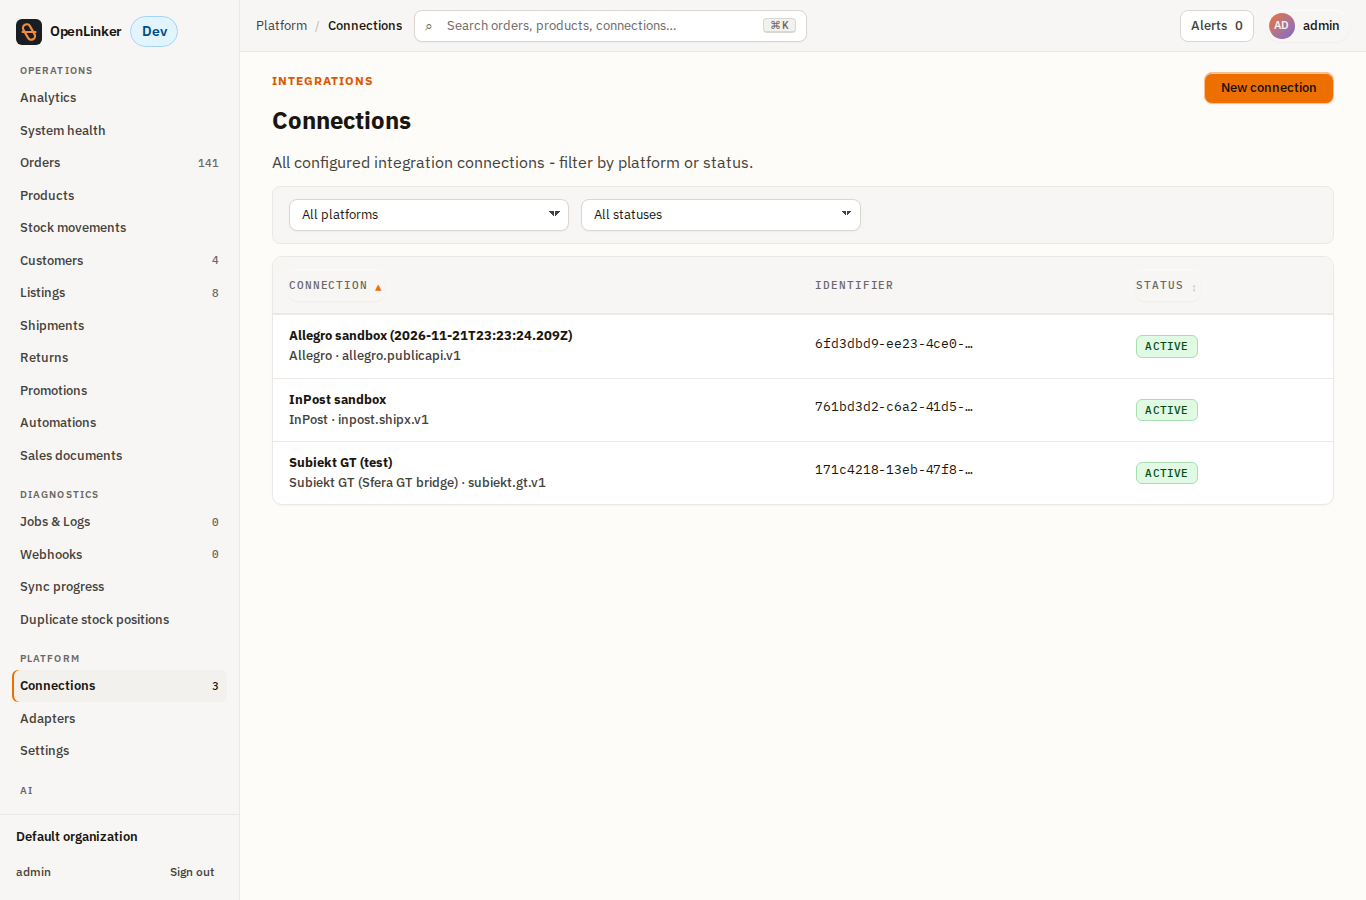 OpenLinker Dev
OPERATIONS
Analytics
System health
Orders 141
Products
Stock movements
Customers 4
Listings 8
Shipments
Returns
Promotions
Automations
Sales documents
DIAGNOSTICS
Jobs & Logs 0
Webhooks 0
Sync progress
Duplicate stock positions
PLATFORM
Connections 3
Adapters
Settings
AI
Default organization
admin Sign out
Platform / Connections
Search orders, products, connections... ⌘K
Alerts 0
AD admin
INTEGRATIONS
New connection
Connections
All configured integration connections - filter by platform or status.
All platforms
All statuses
CONNECTION ▲ IDENTIFIER STATUS ↕
Allegro sandbox (2026-11-21T23:23:24.209Z)
Allegro · allegro.publicapi.v1
6fd3dbd9-ee23-4ce0-…
ACTIVE
InPost sandbox
InPost · inpost.shipx.v1
761bd3d2-c6a2-41d5-…
ACTIVE
Subiekt GT (test)
Subiekt GT (Sfera GT bridge) · subiekt.gt.v1
171c4218-13eb-47f8-…
ACTIVE